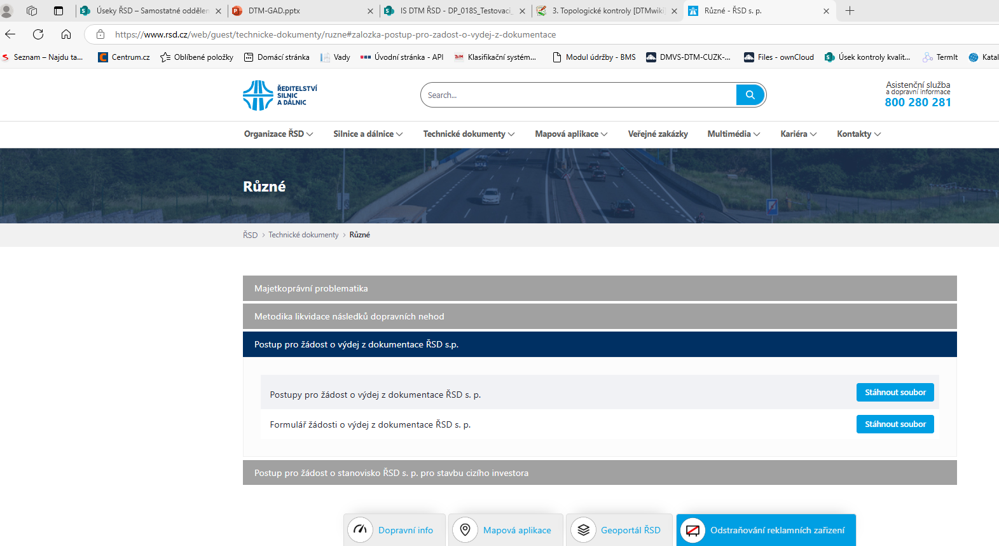 Úseky ŘSD – Samostatné oddělen
DTM-GAD.pptx
IS DTM ŘSD - DP_018S_Testovaci_
3. Topologické kontroly [DTMwiki]
Různé - ŘSD s. p.
https://www.rsd.cz/web/guest/technicke-dokumenty/ruzne#zalozka-postup-pro-zadost-o-vydej-z-dokumentace
Seznam – Najdu ta...
Centrum.cz
Oblíbené položky
Domácí stránka
Vady
Úvodní stránka - API
Klasifikační systém...
Modul údržby - BMS
DMVS-DTM-CUZK-...
Files - ownCloud
Úsek kontroly kvalit...
TermIt
Katal
ŘEDITELSTVÍ
SILNIC
A DÁLNIC
Search...
Asistenční služba
a dopravní informace
800 280 281
Organizace ŘSD
Silnice a dálnice
Technické dokumenty
Mapová aplikace
Veřejné zakázky
Multimédia
Kariéra
Kontakty
Různé
ŘSD > Technické dokumenty > Různé
Majetkoprávní problematika
Metodika likvidace následků dopravních nehod
Postup pro žádost o výdej z dokumentace ŘSD s.p.
Postupy pro žádost o výdej z dokumentace ŘSD s. p.
Stáhnout soubor
Formulář žádosti o výdej z dokumentace ŘSD s. p.
Stáhnout soubor
Postup pro žádost o stanovisko ŘSD s. p. pro stavbu cizího investora
Dopravní info
Mapová aplikace
Geoportál ŘSD
Odstraňování reklamních zařízení